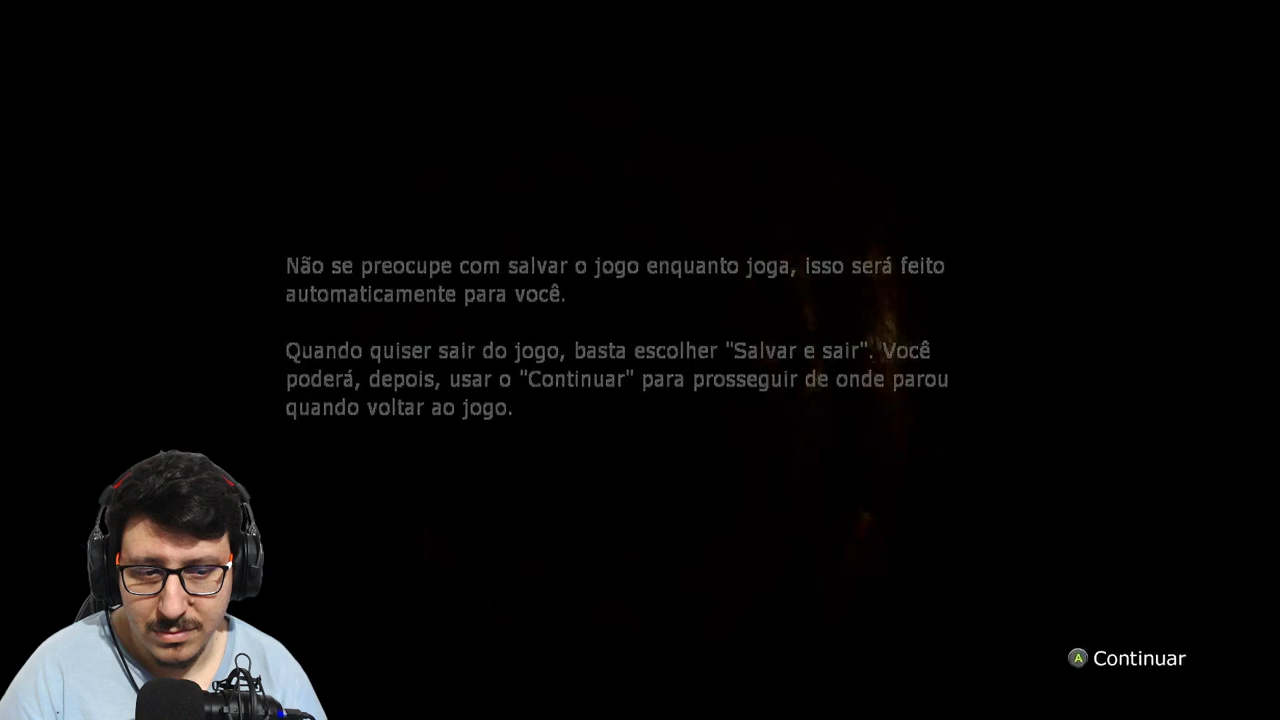 Não se preocupe com salvar o jogo enquanto joga, isso será feito
automaticamente para você.
Quando quiser sair do jogo, basta escolher "Salvar e sair". Você
poderá, depois, usar o "Continuar" para prosseguir de onde parou
quando voltar ao jogo.
A Continuar